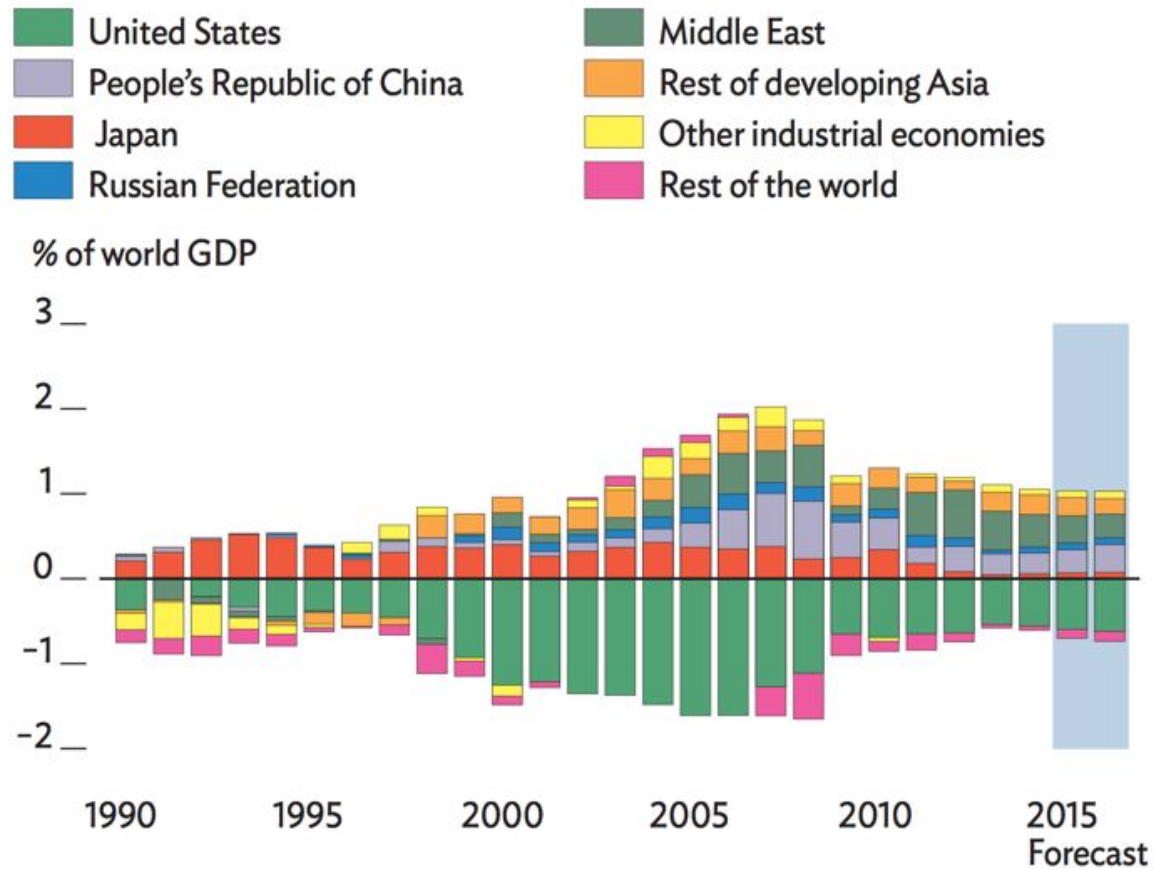 United States
People's Republic of China
Japan
Russian Federation
Middle East
Rest of developing Asia
Other industrial economies
Rest of the world
% of world GDP
3
2
1
0
–1
–2
1990 1995 2000 2005 2010 2015
Forecast